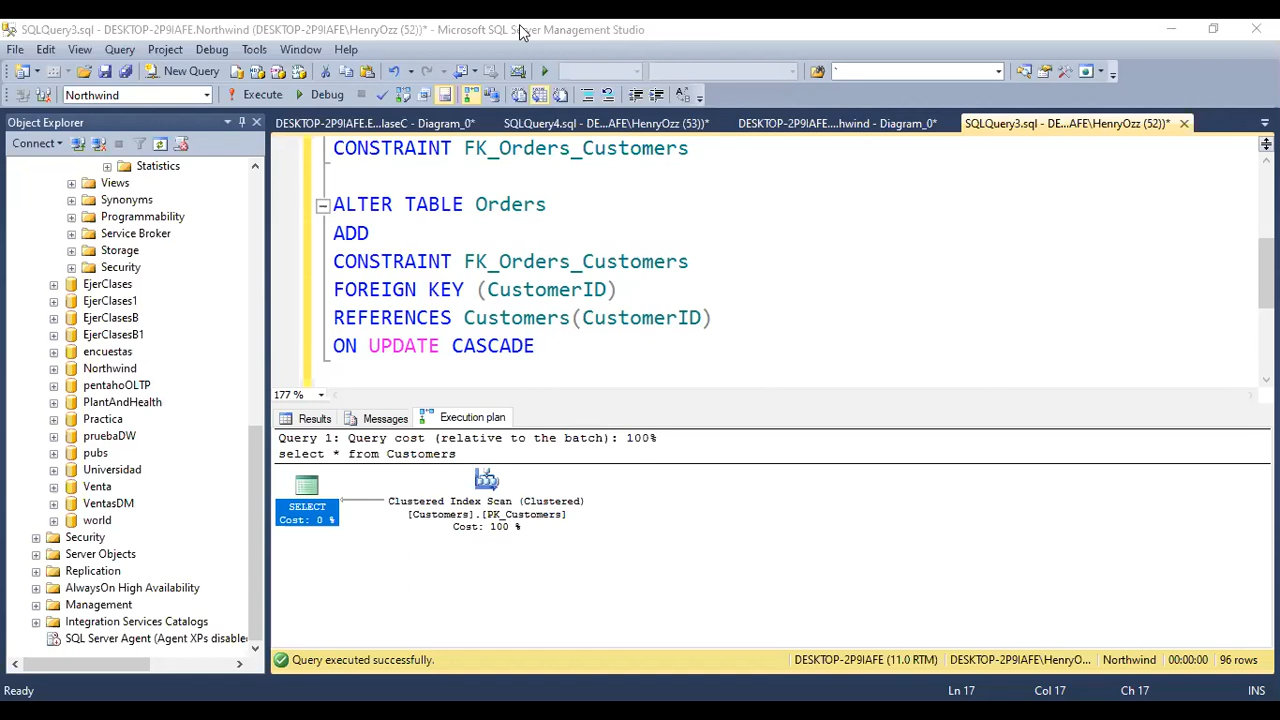 SQLQuery3.sql - DESKTOP-2P9IAFE.Northwind (DESKTOP-2P9IAFE\HenryOzz (52))* - Microsoft SQL Server Management Studio
File Edit View Query Project Debug Tools Window Help
New Query
Northwind Execute Debug
Object Explorer
Connect
Statistics
Views
Synonyms
Programmability
Service Broker
Storage
Security
EjerClases
EjerClases1
EjerClasesB
EjerClasesB1
encuestas
Northwind
pentahoOLTP
PlantAndHealth
Practica
pruebaDW
pubs
Universidad
Venta
VentasDM
world
Security
Server Objects
Replication
AlwaysOn High Availability
Management
Integration Services Catalogs
SQL Server Agent (Agent XPs disable
DESKTOP-2P9IAFE.E...laseC - Diagram_0* SQLQuery4.sql - DE...AFE\HenryOzz (53))* DESKTOP-2P9IAFE....hwind - Diagram_0* SQLQuery3.sql - DE...AFE\HenryOzz (52))*
CONSTRAINT FK_Orders_Customers
ALTER TABLE Orders
ADD
CONSTRAINT FK_Orders_Customers
FOREIGN KEY (CustomerID)
REFERENCES Customers(CustomerID)
ON UPDATE CASCADE
177 %
Results Messages Execution plan
Query 1: Query cost (relative to the batch): 100%
select * from Customers
SELECT
Cost: 0 %
Clustered Index Scan (Clustered)
[Customers].[PK_Customers]
Cost: 100 %
Query executed successfully. DESKTOP-2P9IAFE (11.0 RTM) DESKTOP-2P9IAFE\HenryO... Northwind 00:00:00 96 rows
Ready Ln 17 Col 17 Ch 17 INS